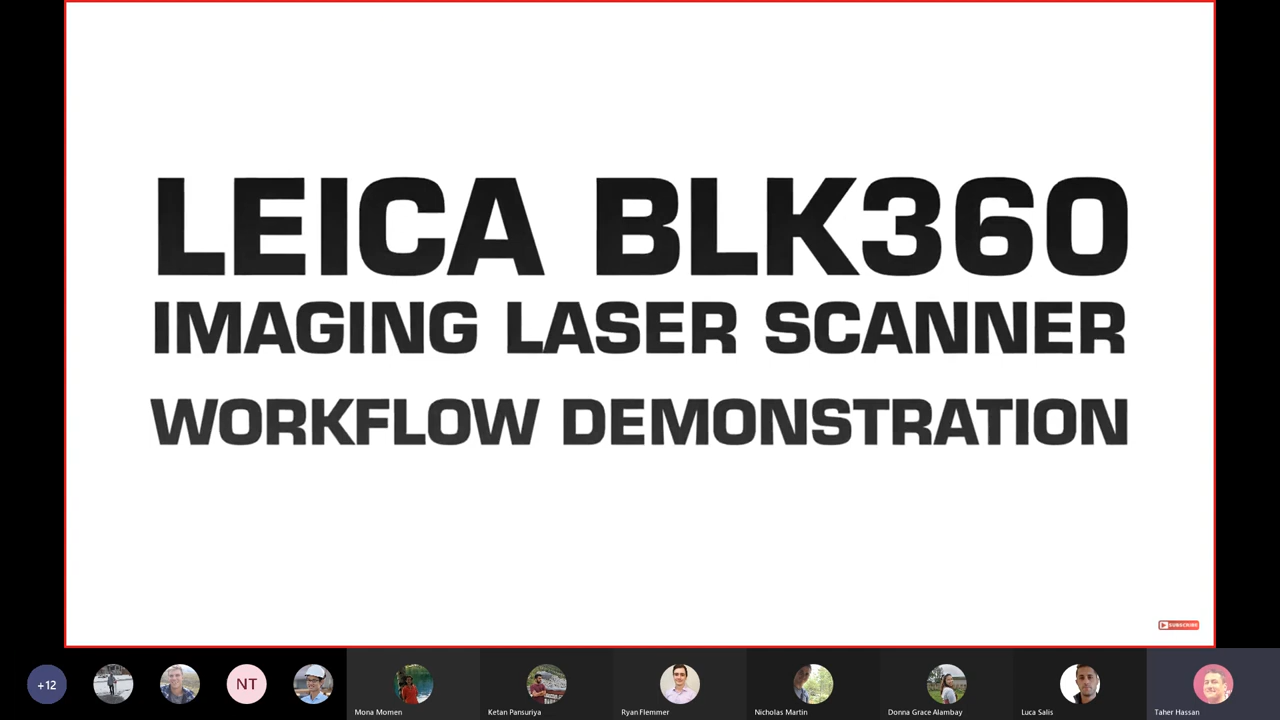 LEICA BLK360
IMAGING LASER SCANNER
WORKFLOW DEMONSTRATION
SUBSCRIBE
+12
NT
Mona Momen
Ketan Pansuriya
Ryan Flemmer
Nicholas Martin
Donna Grace Alambay
Luca Salis
Taher Hassan